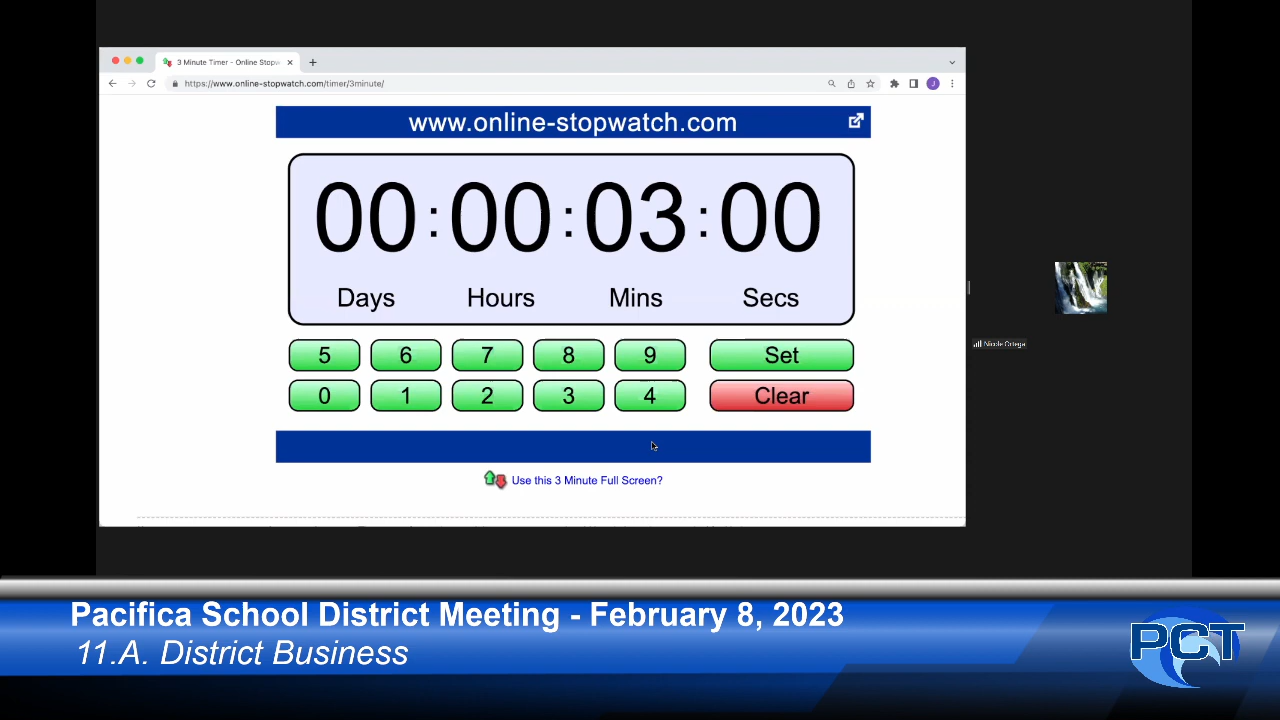 3 Minute Timer - Online Stopw
https://www.online-stopwatch.com/timer/3minute/
J
www.online-stopwatch.com
00:00:03:00
Days Hours Mins Secs
5 6 7 8 9 Set
0 1 2 3 4 Clear
Use this 3 Minute Full Screen?
Nicole Ortega
Pacifica School District Meeting - February 8, 2023
11.A. District Business
PCT